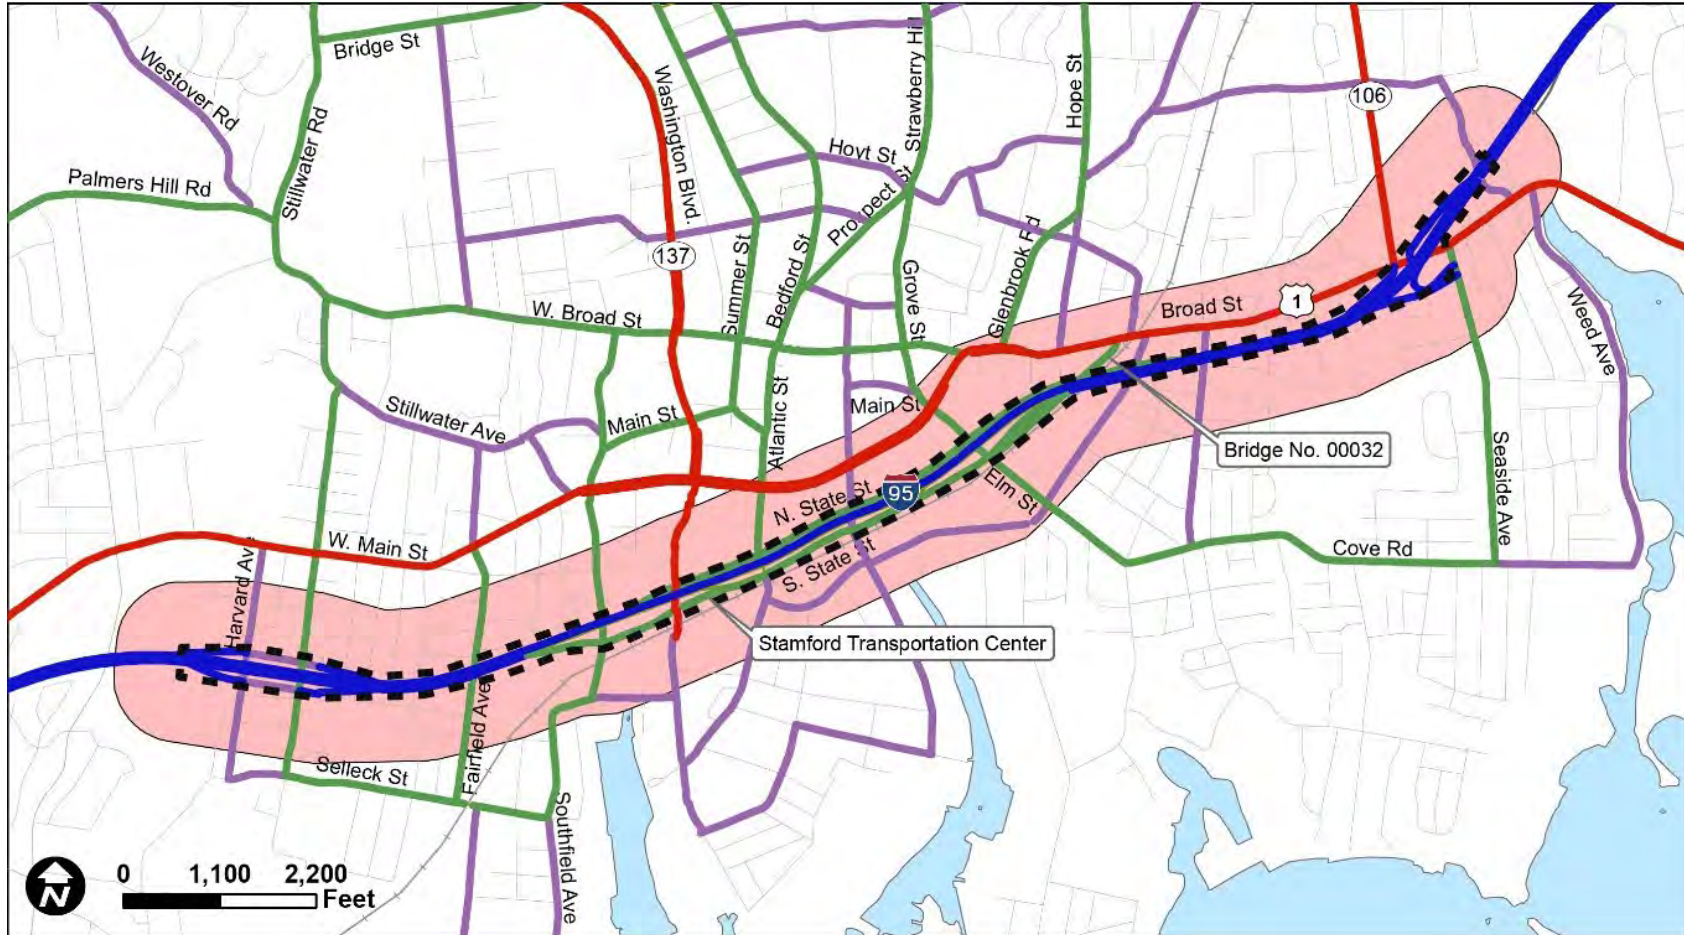 Bridge St
Westover Rd
Stillwater Rd
Palmers Hill Rd
Washington Blvd.
137
Strawberry Hil
Hope St
106
Hoyt St
Prospect St
Summer St
Bedford St
Grove St
Glenbrook Rd
W. Broad St
Broad St
1
Weed Ave
Stillwater Ave
Main St
Atlantic St
Main St
Bridge No. 00032
N. State St
95
Elm St
Seaside Ave
W. Main St
Harvard Ave
S. State St
Cove Rd
Stamford Transportation Center
Fairfield Ave
Selleck St
Southfield Ave
N
0 1,100 2,200
Feet